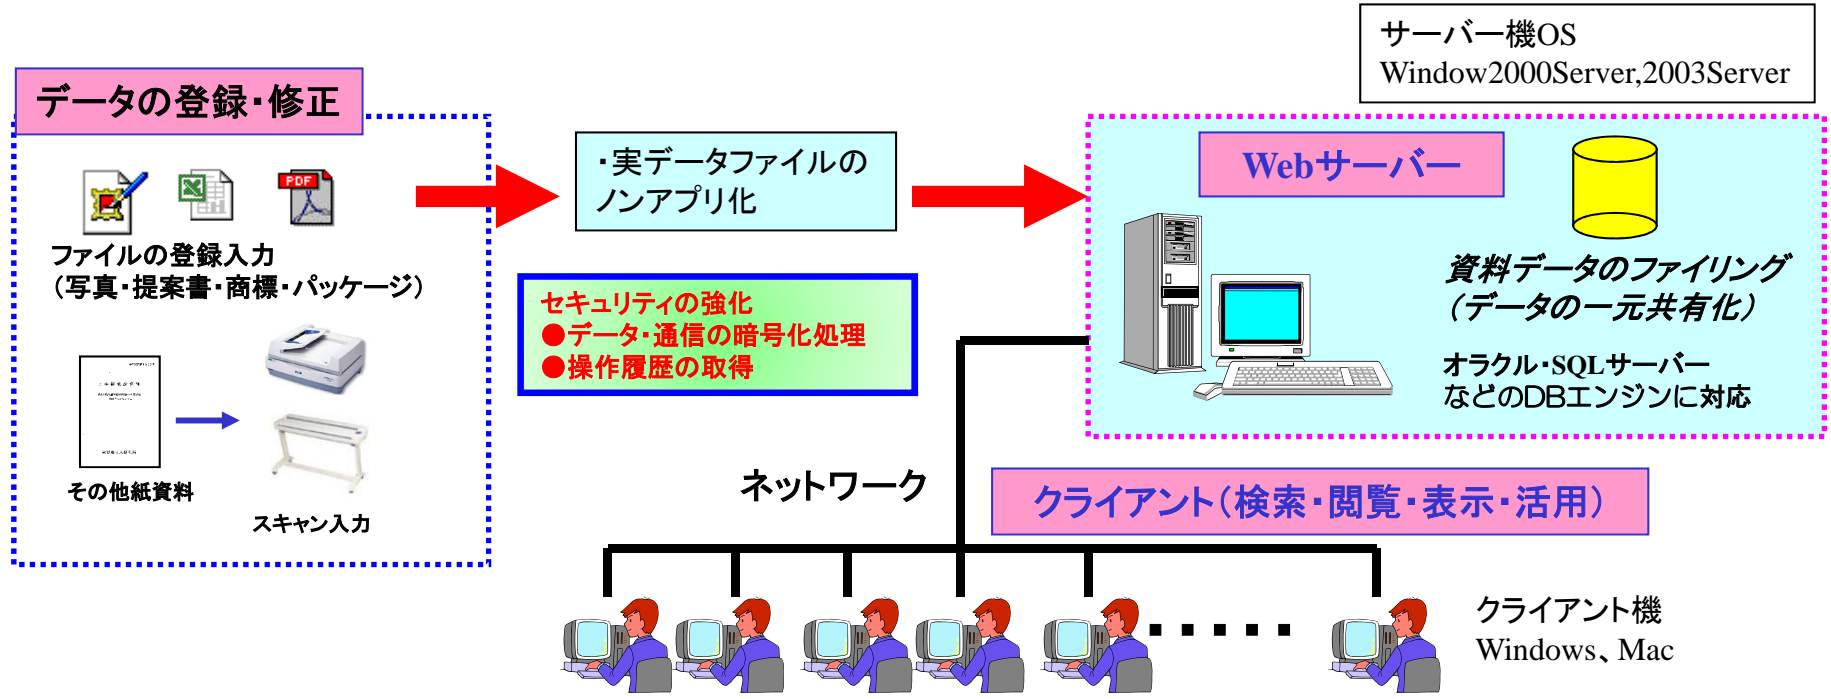 サーバー機OS
Window2000Server,2003Server
データの登録・修正
PDF
ファイルの登録入力
（写真・提案書・商標・パッケージ）
その他紙資料
スキャン入力
・実データファイルの
ノンアプリ化
セキュリティの強化
●データ・通信の暗号化処理
●操作履歴の取得
Webサーバー
資料データのファイリング
（データの一元共有化）
オラクル・SQLサーバー
などのDBエンジンに対応
ネットワーク
クライアント（検索・閲覧・表示・活用）
クライアント機
Windows、Mac